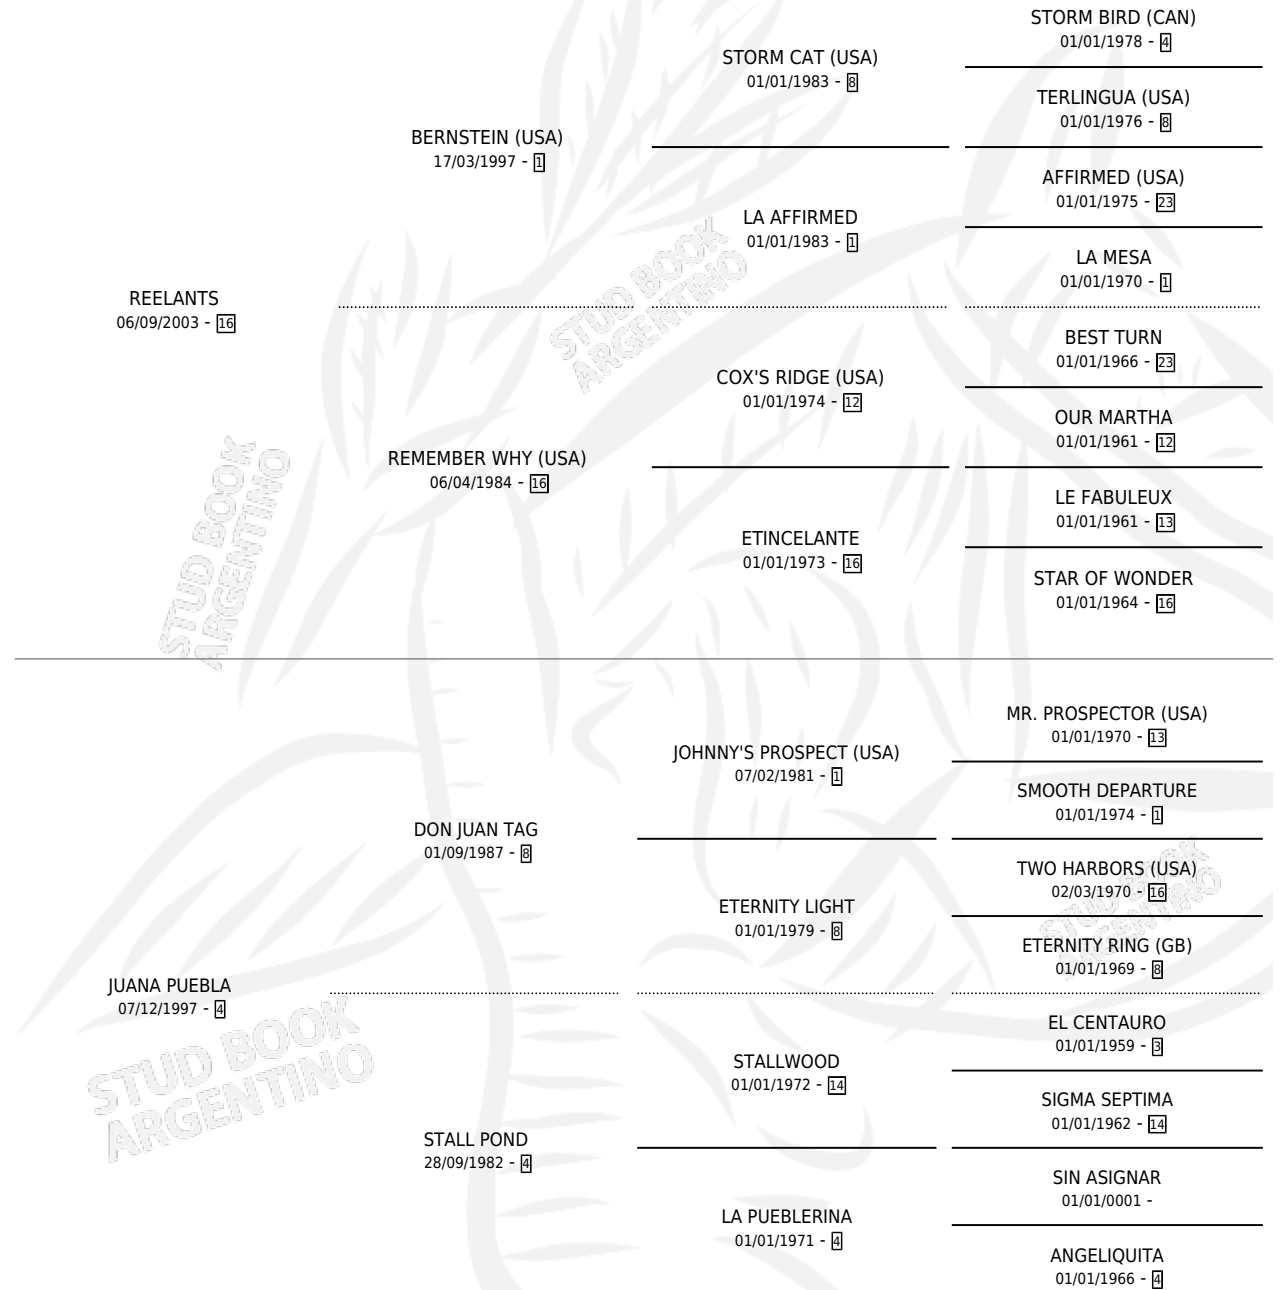 STORM BIRD (CAN)
01/01/1978 - 4
STORM CAT (USA)
01/01/1983 - 8
TERLINGUA (USA)
01/01/1976 - 8
BERNSTEIN (USA)
17/03/1997 - 1
AFFIRMED (USA)
01/01/1975 - 23
LA AFFIRMED
01/01/1983 - 1
LA MESA
01/01/1970 - 1
REELANTS
06/09/2003 - 16
BEST TURN
01/01/1966 - 23
COX'S RIDGE (USA)
01/01/1974 - 12
OUR MARTHA
01/01/1961 - 12
REMEMBER WHY (USA)
06/04/1984 - 16
LE FABULEUX
01/01/1961 - 13
ETINCELANTE
01/01/1973 - 16
STAR OF WONDER
01/01/1964 - 16
MR. PROSPECTOR (USA)
01/01/1970 - 13
JOHNNY'S PROSPECT (USA)
07/02/1981 - 1
SMOOTH DEPARTURE
01/01/1974 - 1
DON JUAN TAG
01/09/1987 - 8
TWO HARBORS (USA)
02/03/1970 - 16
ETERNITY LIGHT
01/01/1979 - 8
ETERNITY RING (GB)
01/01/1969 - 8
JUANA PUEBLA
07/12/1997 - 4
EL CENTAURO
01/01/1959 - 3
STALLWOOD
01/01/1972 - 14
SIGMA SEPTIMA
01/01/1962 - 14
STALL POND
28/09/1982 - 4
SIN ASIGNAR
01/01/0001 -
LA PUEBLERINA
01/01/1971 - 4
ANGELIQUITA
01/01/1966 - 4
STUD BOOK
ARGENTINO
STUD BOOK
ARGENTINO
STUD BOOK
ARGENTINO
STUD BOOK
ARGENTINO